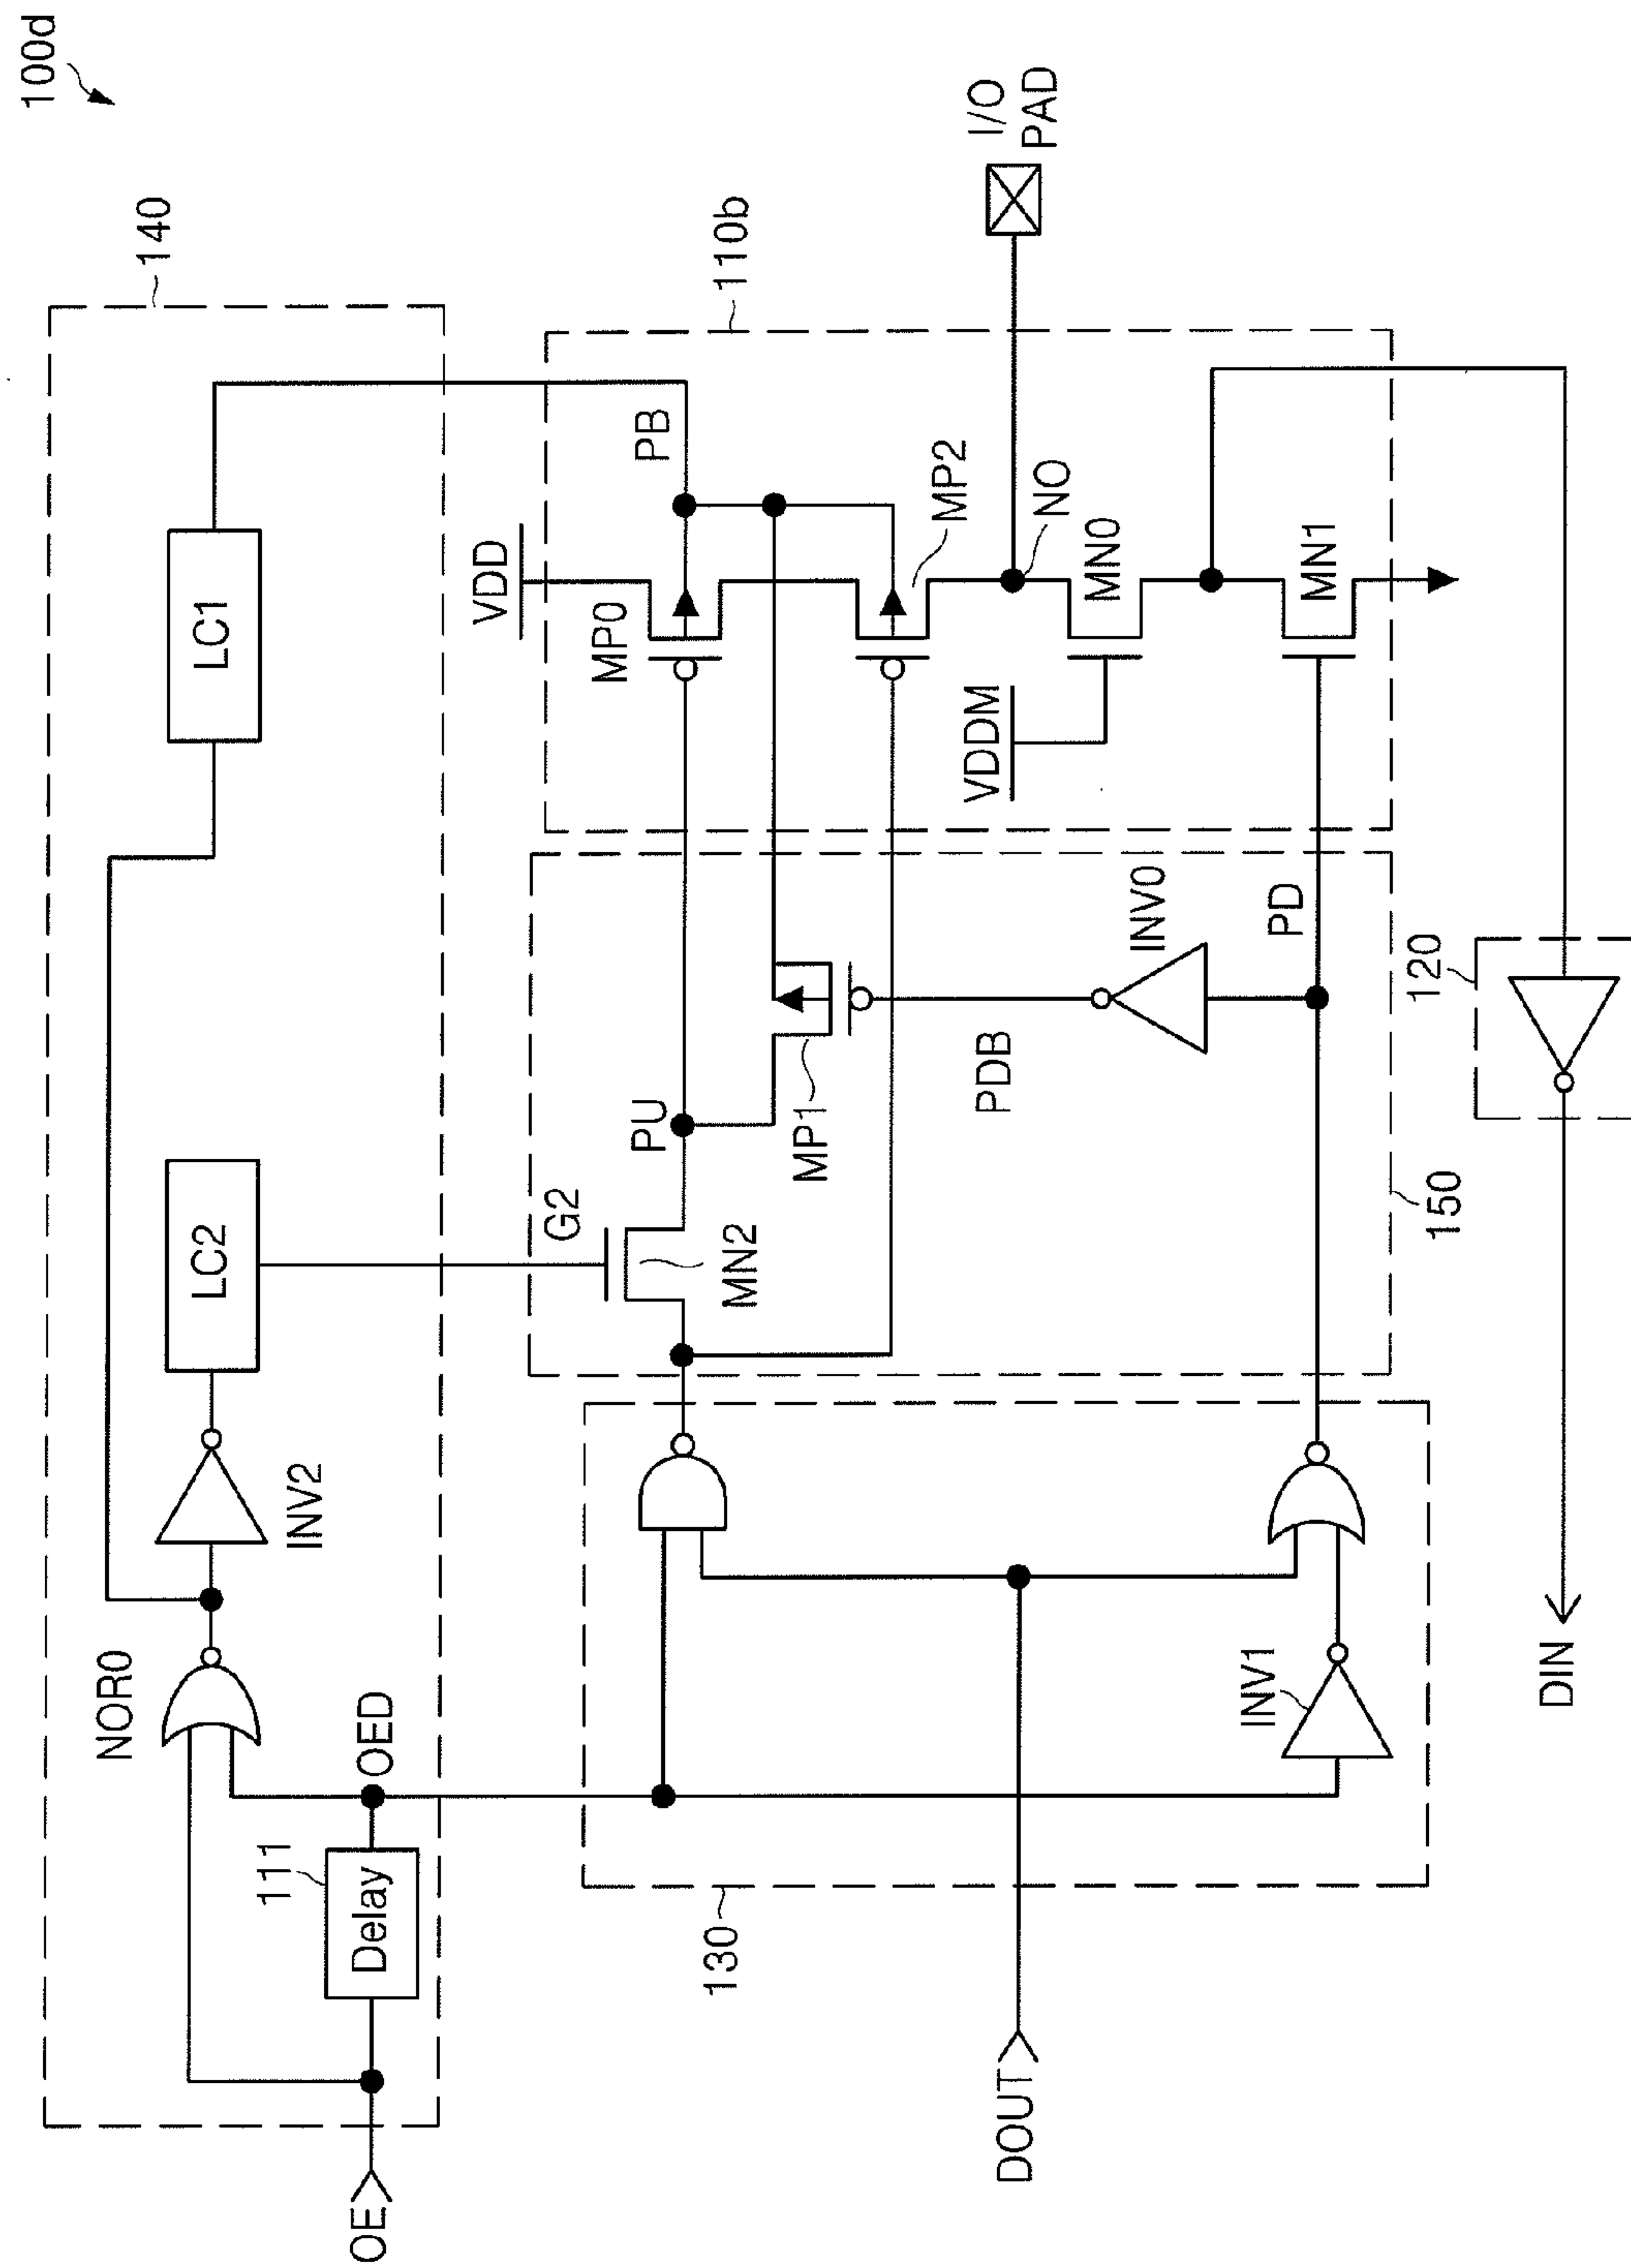 100d
140
LC1
LC2
INV2
NOR0
OED
111
Delay
OE
110b
PB
VDD
MP0
MP2
I/O
PAD
NO
MN0
VDDM
MN1
PU
G2
MN2
MP1
PDB
INV0
PD
150
120
130
INV1
DOUT
DIN